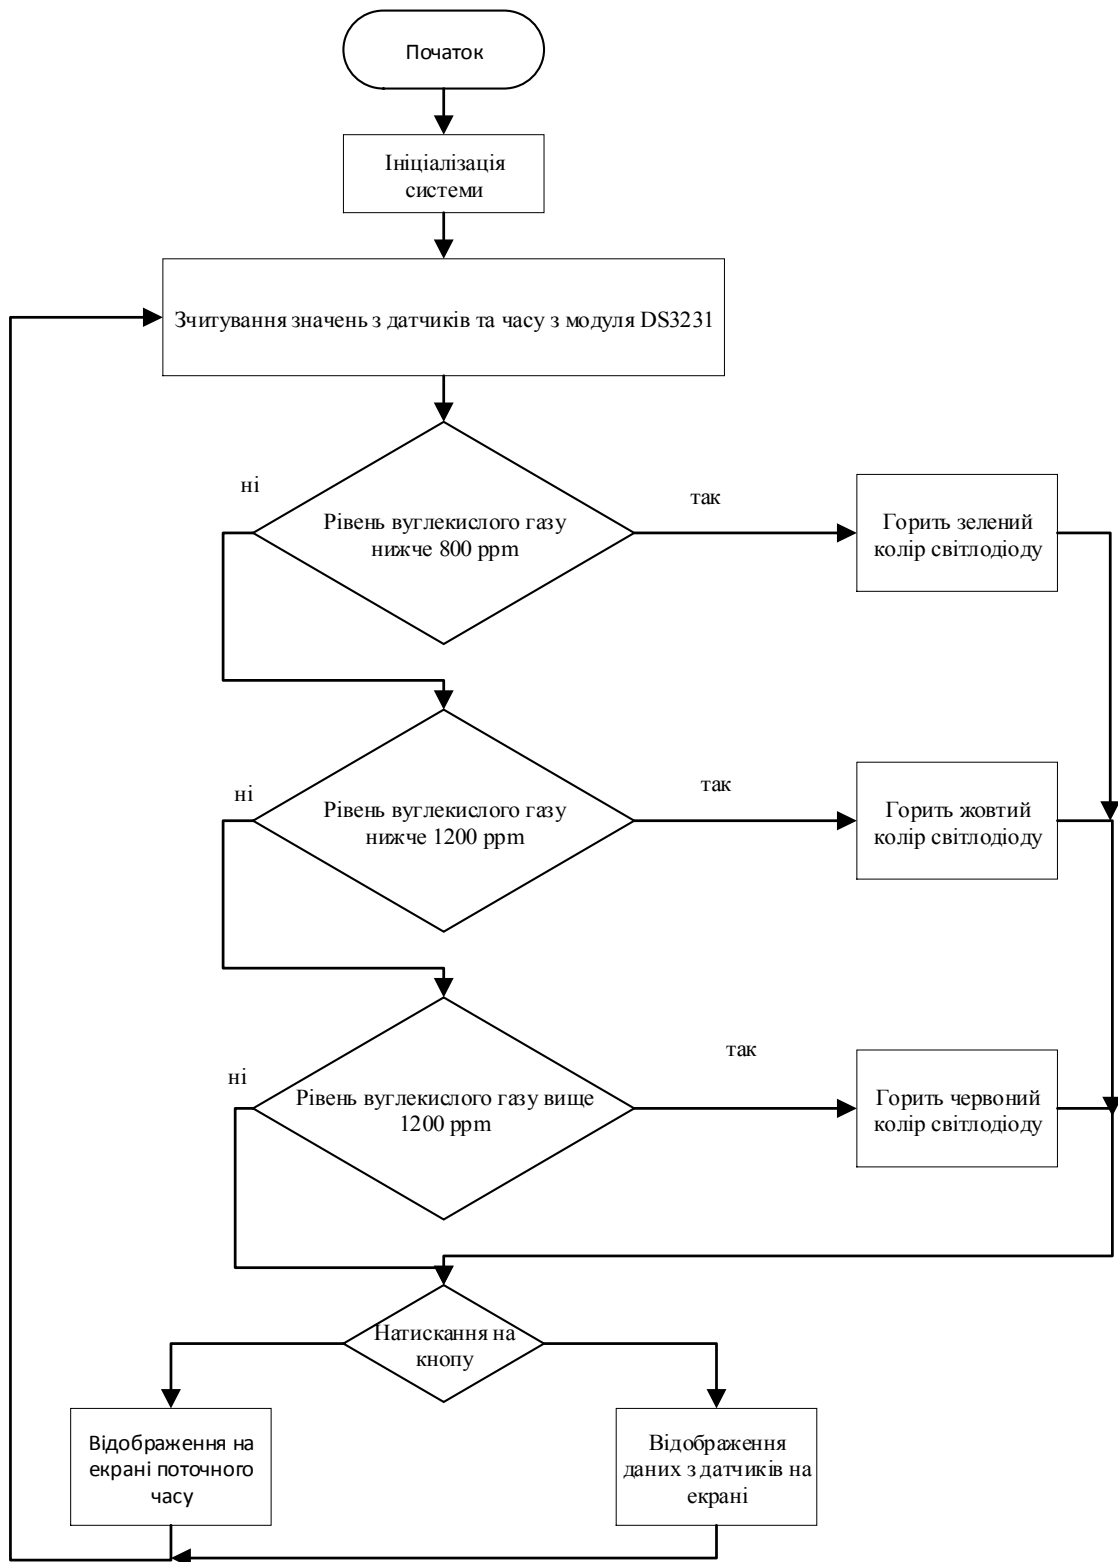 Початок
Ініціалізація
системи
Зчитування значень з датчиків та часу з модуля DS3231
ні
так
Рівень вуглекислого газу
нижче 800 ppm
Горить зелений
колір світлодіоду
ні
так
Рівень вуглекислого газу
нижче 1200 ppm
Горить жовтий
колір світлодіоду
ні
так
Рівень вуглекислого газу вище
1200 ppm
Горить червоний
колір світлодіоду
Натискання на
кнопу
Відображення на
екрані поточного
часу
Відображення
даних з датчиків на
екрані